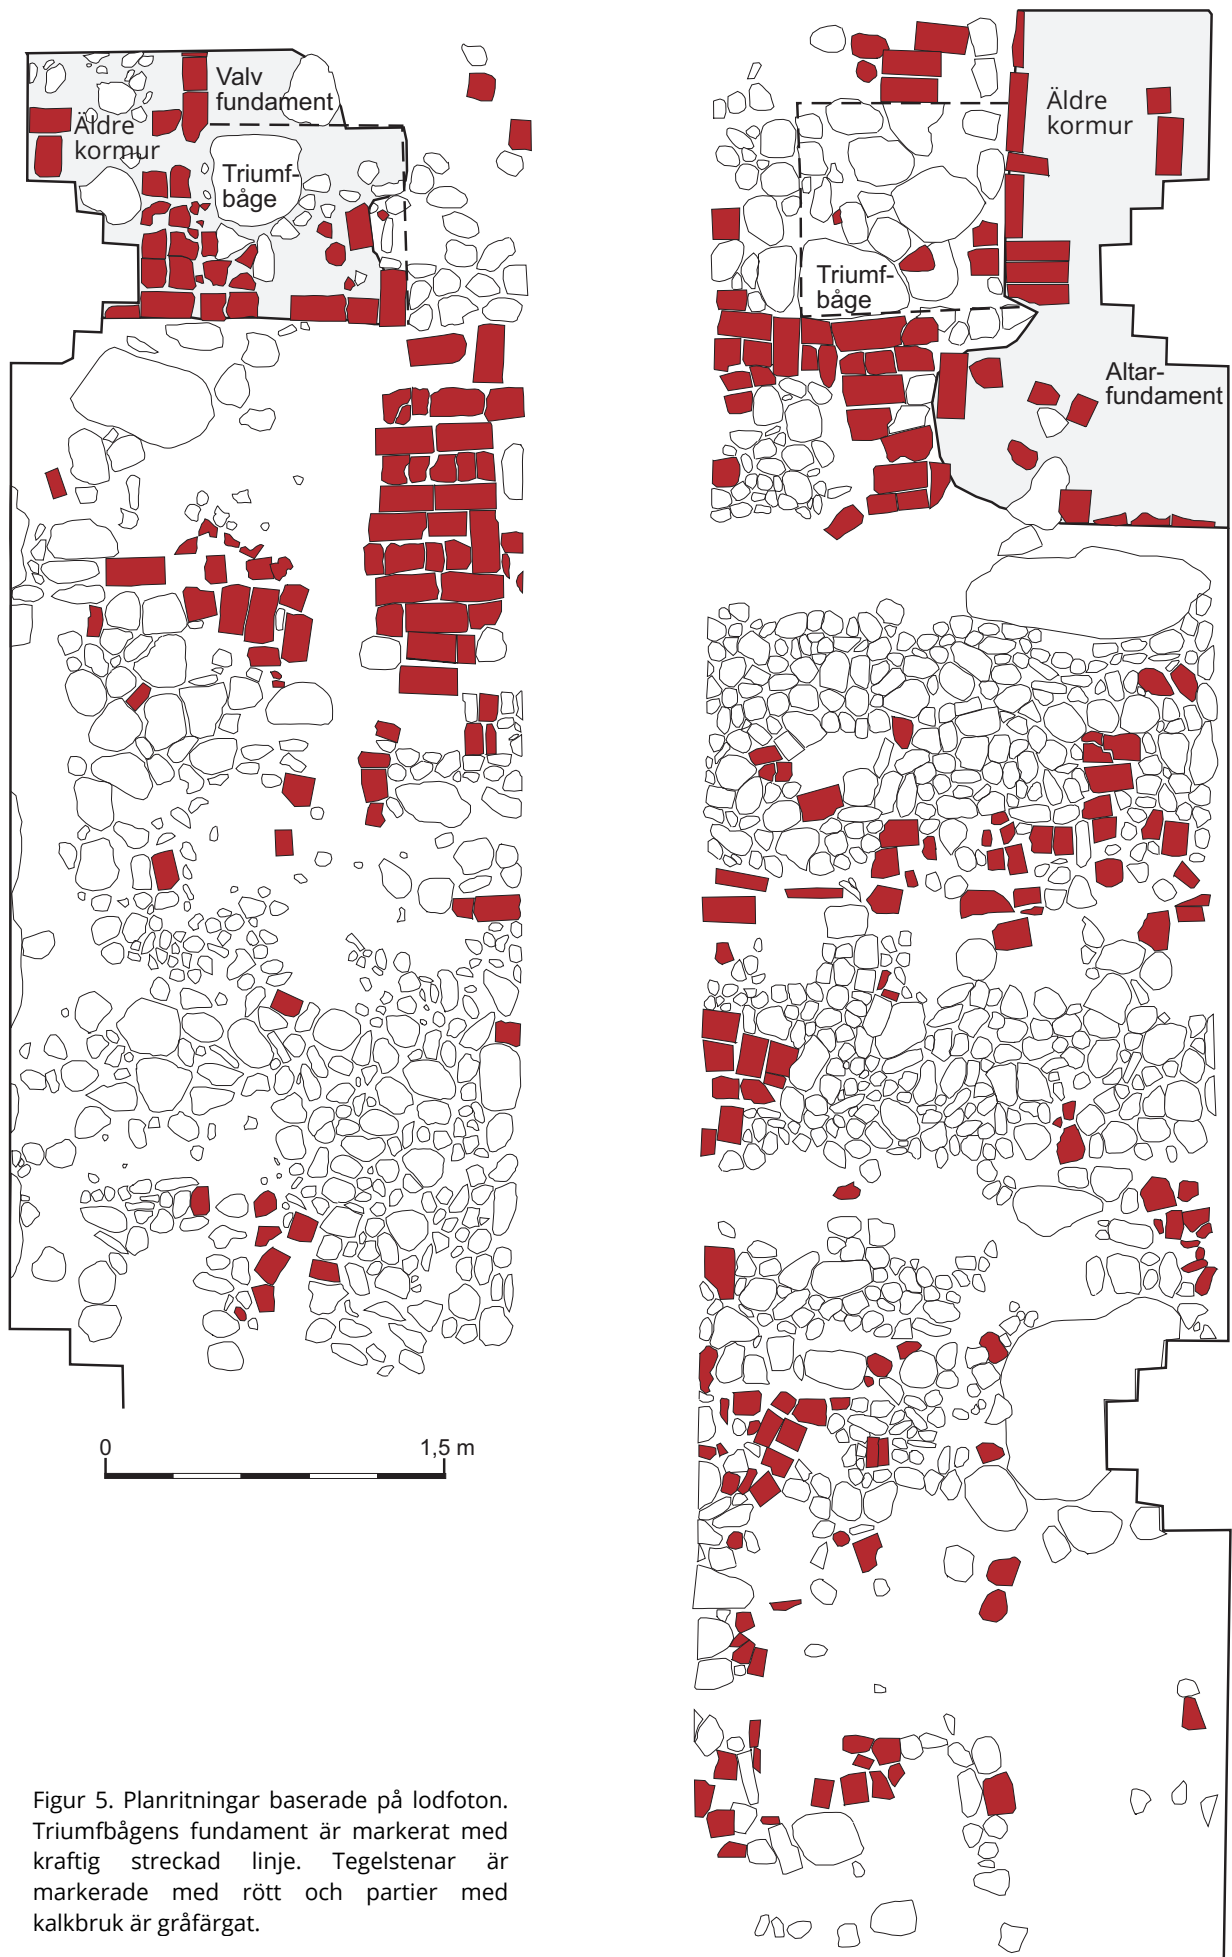 Valv
fundament
Äldre
kormur
Triumf-
båge
Äldre
kormur
Triumf-
båge
Altar-
fundament
0 1,5 m
Figur 5. Planritningar baserade på lodfoton.
Triumfbågens fundament är markerat med
kraftig streckad linje. Tegelstenar är
markerade med rött och partier med
kalkbruk är gråfärgat.